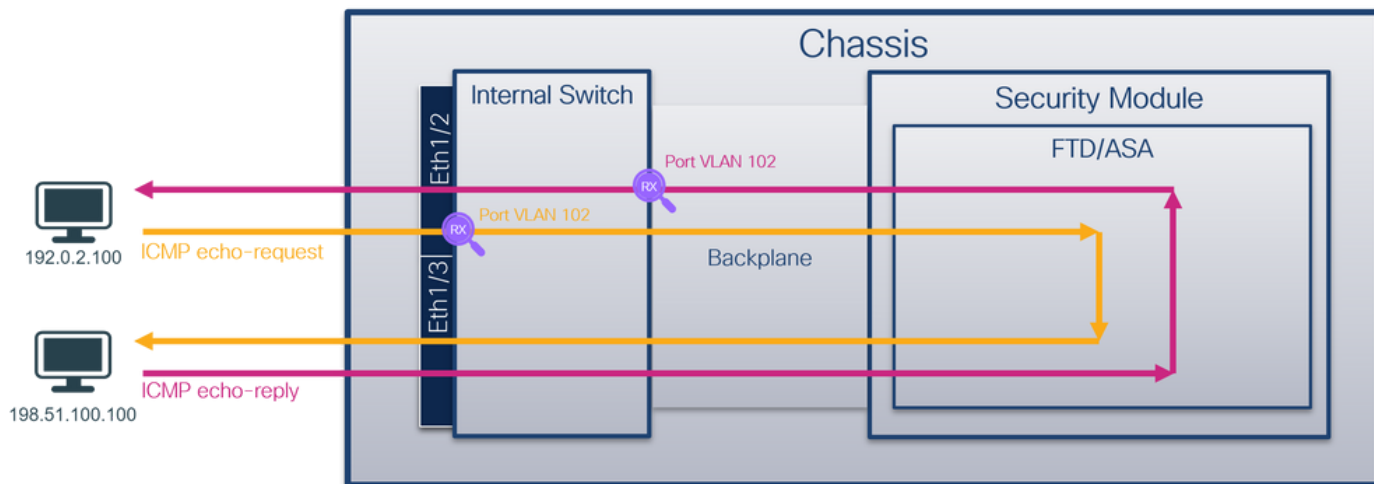 Chassis
Internal Switch
Security Module
FTD/ASA
Eth1/2
Port VLAN 102
RX
Port VLAN 102
RX
192.0.2.100
ICMP echo-request
Backplane
Eth1/3
ICMP echo-reply
198.51.100.100